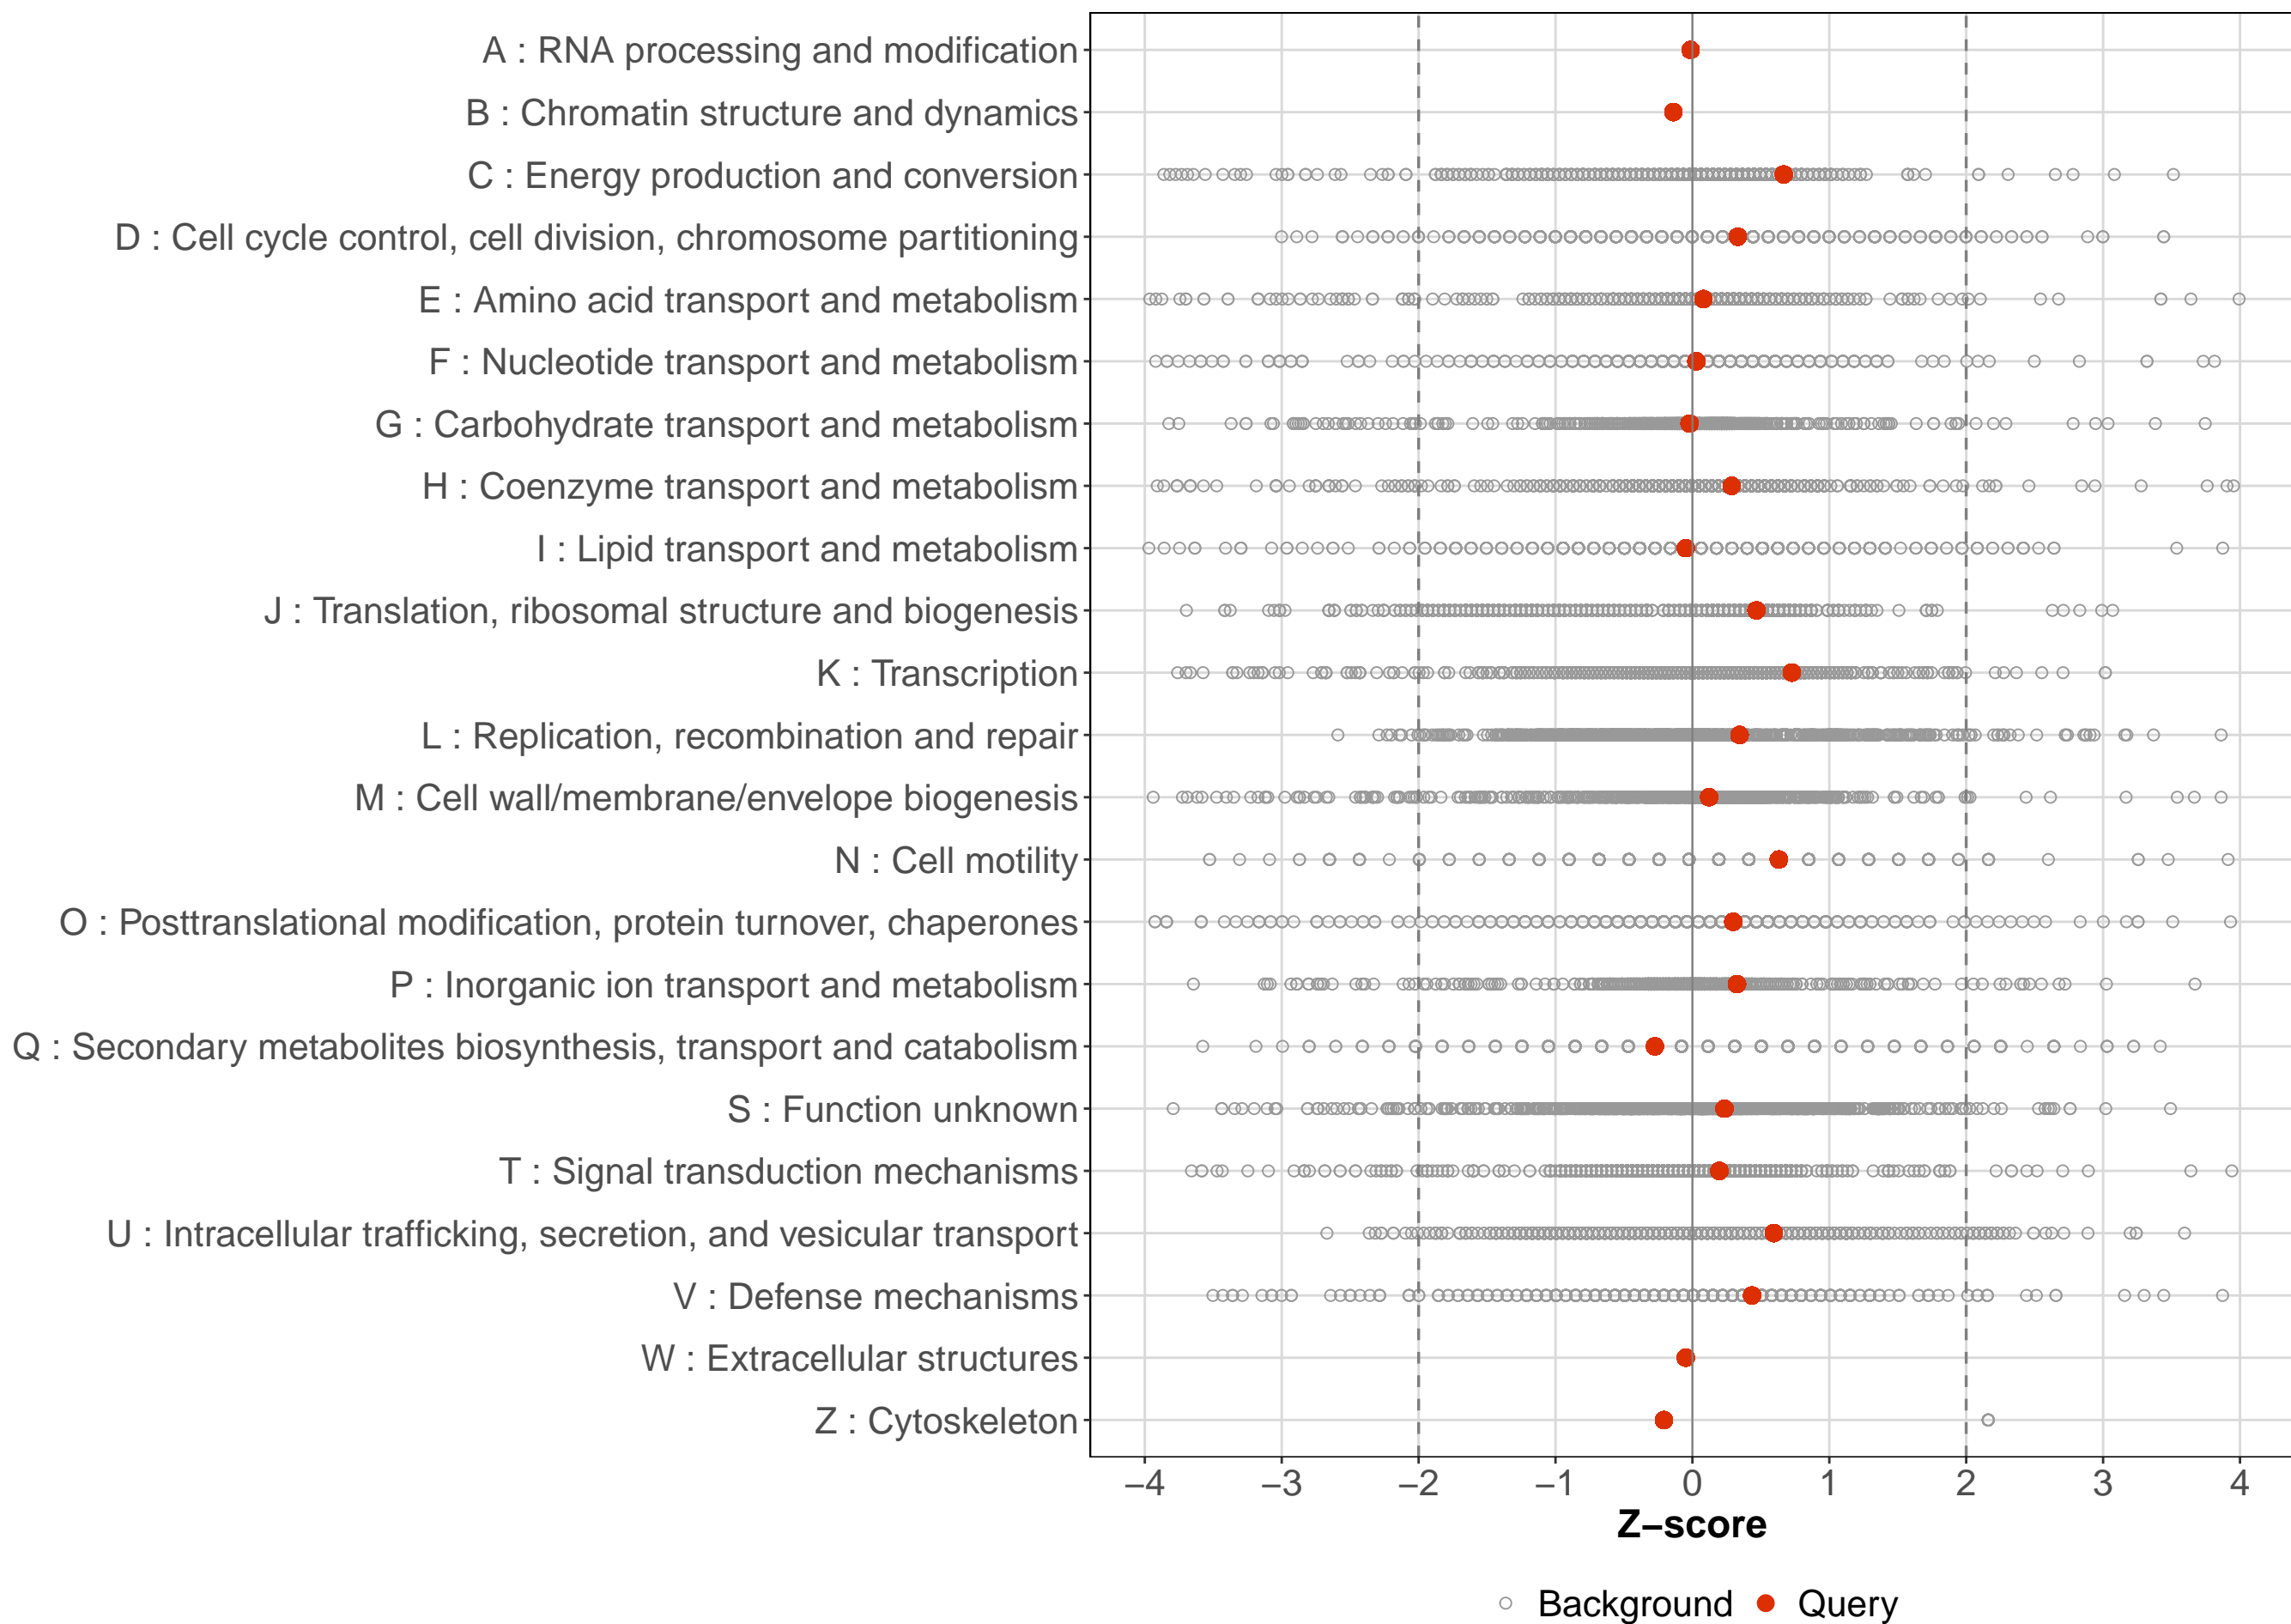 A : RNA processing and modification
B : Chromatin structure and dynamics
C : Energy production and conversion
D : Cell cycle control, cell division, chromosome partitioning
E : Amino acid transport and metabolism
F : Nucleotide transport and metabolism
G : Carbohydrate transport and metabolism
H : Coenzyme transport and metabolism
I : Lipid transport and metabolism
J : Translation, ribosomal structure and biogenesis
K : Transcription
L : Replication, recombination and repair
M : Cell wall/membrane/envelope biogenesis
N : Cell motility
O : Posttranslational modification, protein turnover, chaperones
P : Inorganic ion transport and metabolism
Q : Secondary metabolites biosynthesis, transport and catabolism
S : Function unknown
T : Signal transduction mechanisms
U : Intracellular trafficking, secretion, and vesicular transport
V : Defense mechanisms
W : Extracellular structures
Z : Cytoskeleton
−4 −3 −2 −1 0 1 2 3 4
Z−score
Background Query